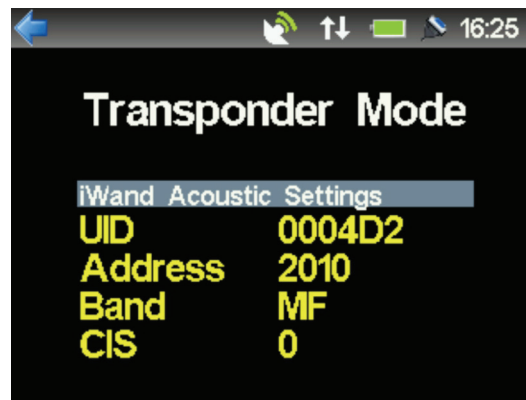 16:25
Transponder Mode
iWand Acoustic Settings
UID 0004D2
Address 2010
Band MF
CIS 0